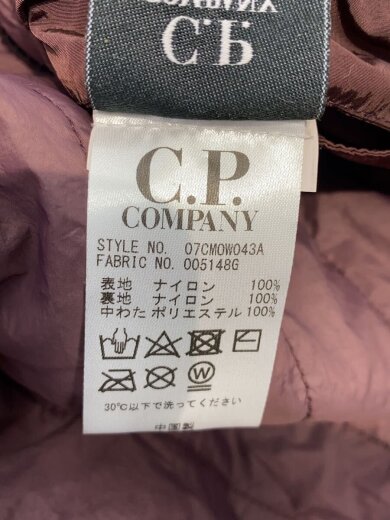 C.P.
COMPANY
C.P.
COMPANY
STYLE NO. 07CMOW043A
FABRIC NO. 005148G
表地 ナイロン 100%
裏地 ナイロン 100%
中わた ポリエステル 100%
W
30℃以下で洗ってください
中国製